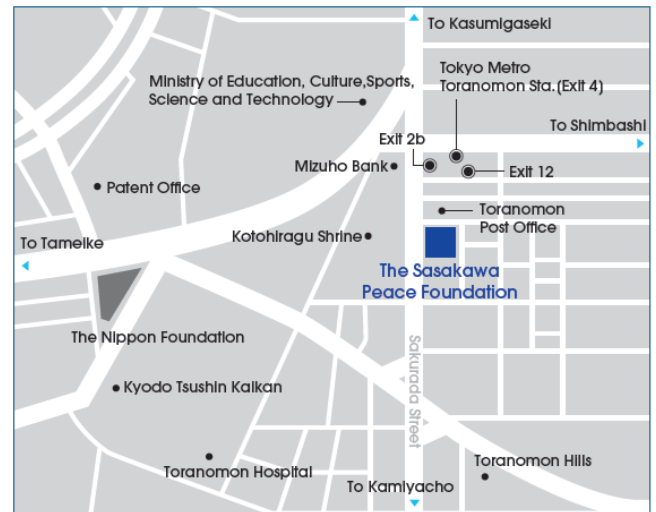 To Kasumigaseki
Tokyo Metro
Toranomon Sta.(Exit 4)
Ministry of Education, Culture,Sports,
Science and Technology
To Shimbashi
Exit 2b
Mizuho Bank
Exit 12
Patent Office
Toranomon
Post Office
To Tameike
Kotohiragu Shrine
The Sasakawa
Peace Foundation
The Nippon Foundation
Sakurada Street
Kyodo Tsushin Kaikan
Toranomon Hospital
Toranomon Hills
To Kamiyacho